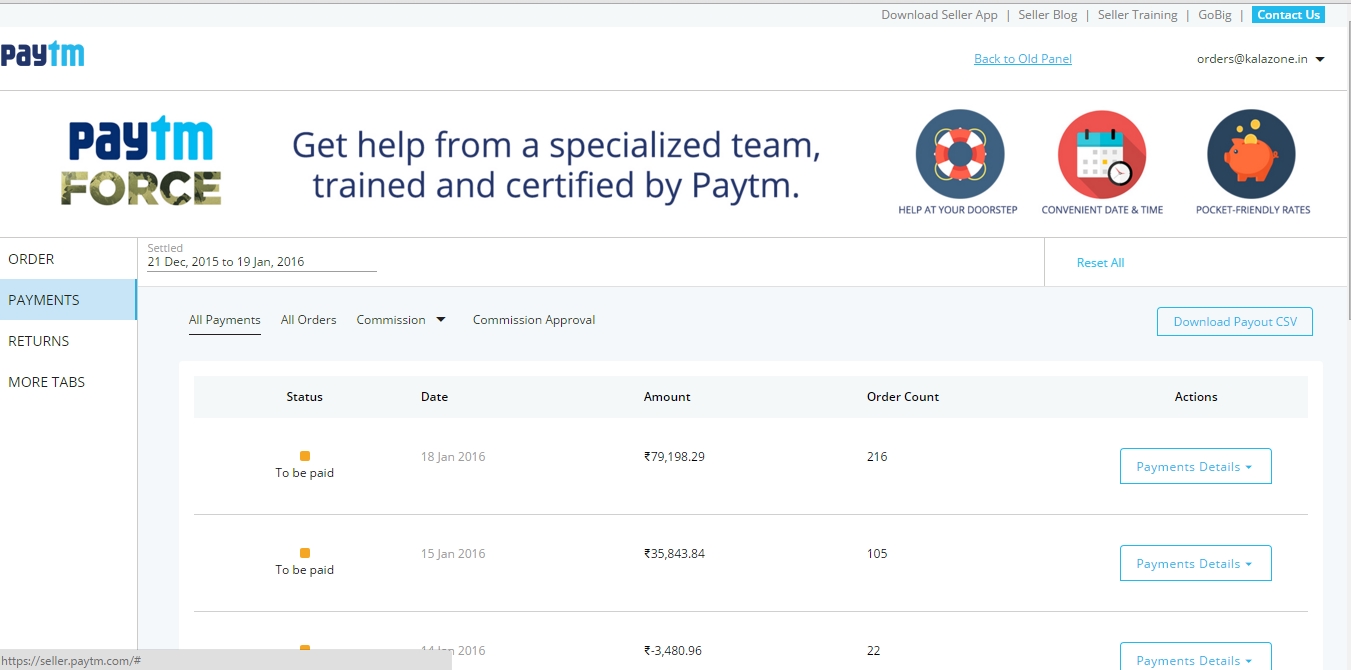 Download Seller App | Seller Blog | Seller Training | GoBig | Contact Us
paytm
Back to Old Panel
orders@kalazone.in
paytm
FORCE
Get help from a specialized team,
trained and certified by Paytm.
HELP AT YOUR DOORSTEP
CONVENIENT DATE & TIME
POCKET-FRIENDLY RATES
ORDER
PAYMENTS
RETURNS
MORE TABS
Settled
21 Dec, 2015 to 19 Jan, 2016
Reset All
All Payments All Orders Commission Commission Approval
Download Payout CSV
Status Date Amount Order Count Actions
18 Jan 2016 ₹79,198.29 216 Payments Details
To be paid
15 Jan 2016 ₹35,843.84 105 Payments Details
To be paid
14 Jan 2016 ₹-3,480.96 22 Payments Details
https://seller.paytm.com/#